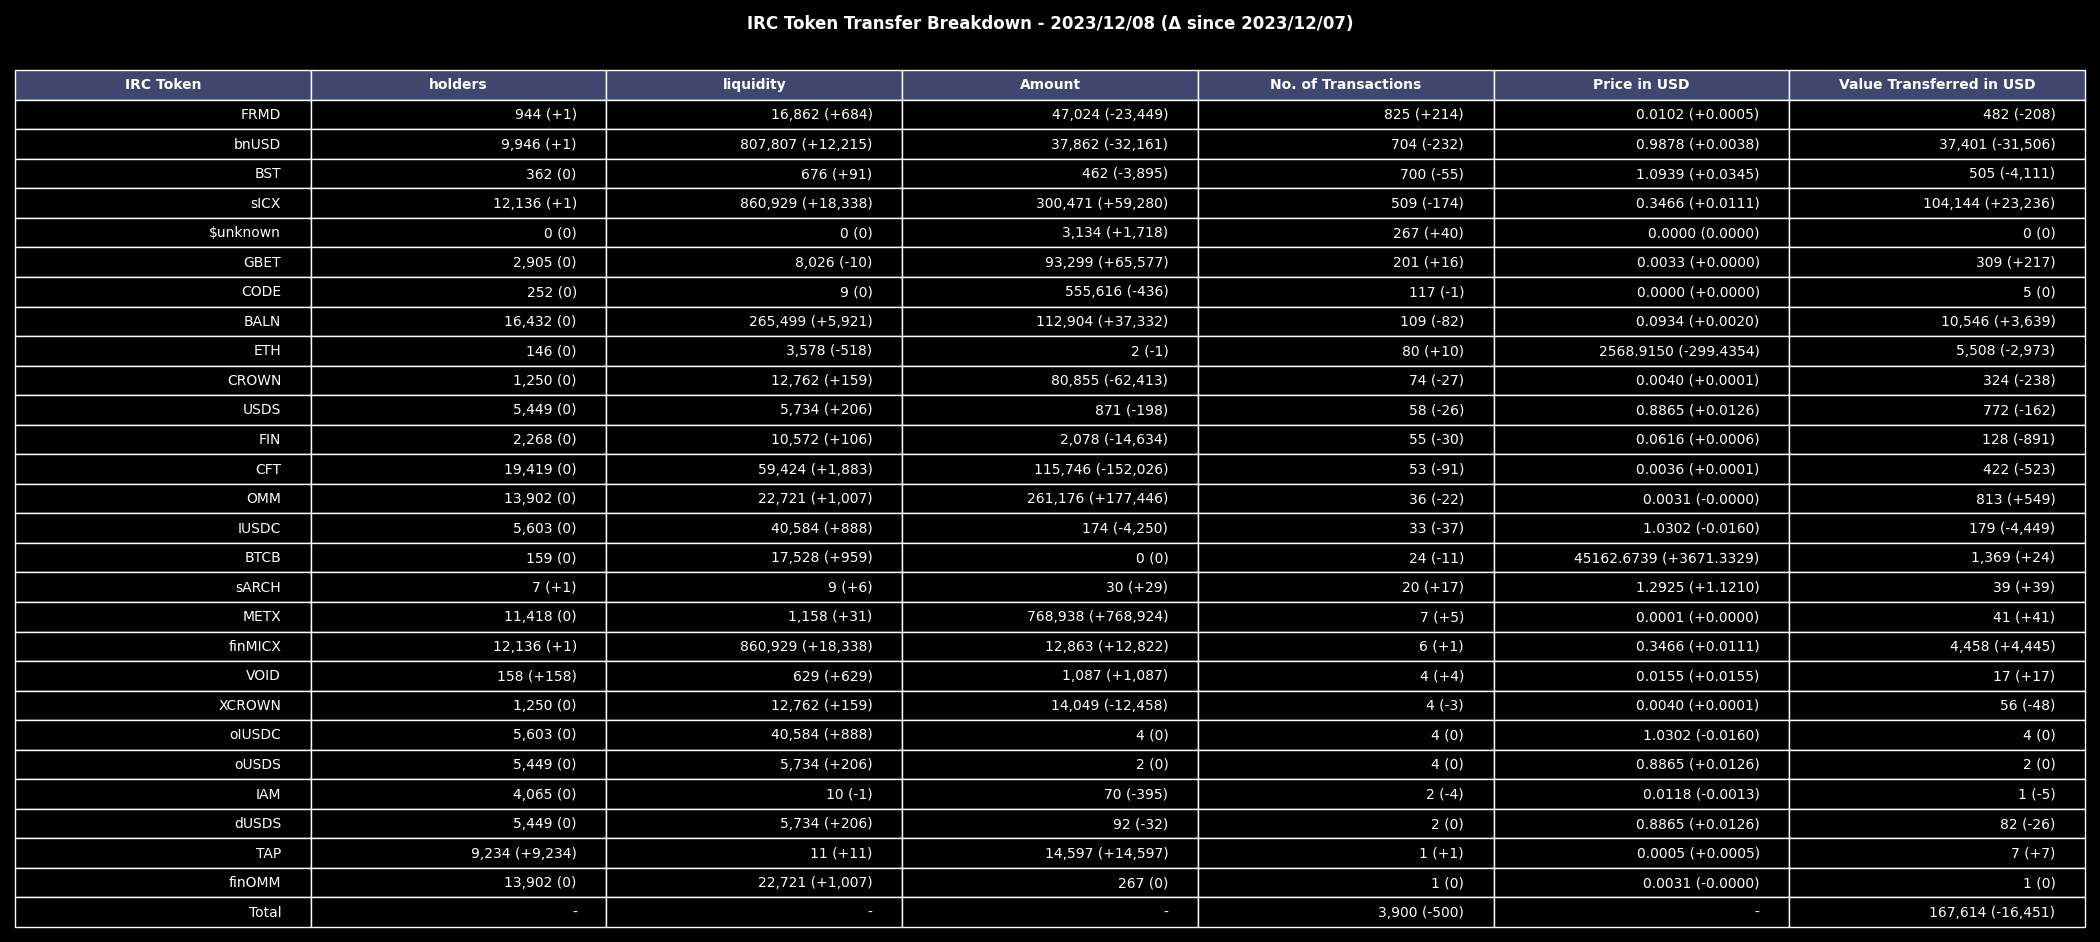 IRC Token Transfer Breakdown - 2023/12/08 (Δ since 2023/12/07)
IRC Token holders liquidity Amount No. of Transactions Price in USD Value Transferred in USD
FRMD 944 (+1) 16,862 (+684) 47,024 (-23,449) 825 (+214) 0.0102 (+0.0005) 482 (-208)
bnUSD 9,946 (+1) 807,807 (+12,215) 37,862 (-32,161) 704 (-232) 0.9878 (+0.0038) 37,401 (-31,506)
BST 362 (0) 676 (+91) 462 (-3,895) 700 (-55) 1.0939 (+0.0345) 505 (-4,111)
sICX 12,136 (+1) 860,929 (+18,338) 300,471 (+59,280) 509 (-174) 0.3466 (+0.0111) 104,144 (+23,236)
$unknown 0 (0) 0 (0) 3,134 (+1,718) 267 (+40) 0.0000 (0.0000) 0 (0)
GBET 2,905 (0) 8,026 (-10) 93,299 (+65,577) 201 (+16) 0.0033 (+0.0000) 309 (+217)
CODE 252 (0) 9 (0) 555,616 (-436) 117 (-1) 0.0000 (+0.0000) 5 (0)
BALN 16,432 (0) 265,499 (+5,921) 112,904 (+37,332) 109 (-82) 0.0934 (+0.0020) 10,546 (+3,639)
ETH 146 (0) 3,578 (-518) 2 (-1) 80 (+10) 2568.9150 (-299.4354) 5,508 (-2,973)
CROWN 1,250 (0) 12,762 (+159) 80,855 (-62,413) 74 (-27) 0.0040 (+0.0001) 324 (-238)
USDS 5,449 (0) 5,734 (+206) 871 (-198) 58 (-26) 0.8865 (+0.0126) 772 (-162)
FIN 2,268 (0) 10,572 (+106) 2,078 (-14,634) 55 (-30) 0.0616 (+0.0006) 128 (-891)
CFT 19,419 (0) 59,424 (+1,883) 115,746 (-152,026) 53 (-91) 0.0036 (+0.0001) 422 (-523)
OMM 13,902 (0) 22,721 (+1,007) 261,176 (+177,446) 36 (-22) 0.0031 (-0.0000) 813 (+549)
IUSDC 5,603 (0) 40,584 (+888) 174 (-4,250) 33 (-37) 1.0302 (-0.0160) 179 (-4,449)
BTCB 159 (0) 17,528 (+959) 0 (0) 24 (-11) 45162.6739 (+3671.3329) 1,369 (+24)
sARCH 7 (+1) 9 (+6) 30 (+29) 20 (+17) 1.2925 (+1.1210) 39 (+39)
METX 11,418 (0) 1,158 (+31) 768,938 (+768,924) 7 (+5) 0.0001 (+0.0000) 41 (+41)
finMICX 12,136 (+1) 860,929 (+18,338) 12,863 (+12,822) 6 (+1) 0.3466 (+0.0111) 4,458 (+4,445)
VOID 158 (+158) 629 (+629) 1,087 (+1,087) 4 (+4) 0.0155 (+0.0155) 17 (+17)
XCROWN 1,250 (0) 12,762 (+159) 14,049 (-12,458) 4 (-3) 0.0040 (+0.0001) 56 (-48)
oIUSDC 5,603 (0) 40,584 (+888) 4 (0) 4 (0) 1.0302 (-0.0160) 4 (0)
oUSDS 5,449 (0) 5,734 (+206) 2 (0) 4 (0) 0.8865 (+0.0126) 2 (0)
IAM 4,065 (0) 10 (-1) 70 (-395) 2 (-4) 0.0118 (-0.0013) 1 (-5)
dUSDS 5,449 (0) 5,734 (+206) 92 (-32) 2 (0) 0.8865 (+0.0126) 82 (-26)
TAP 9,234 (+9,234) 11 (+11) 14,597 (+14,597) 1 (+1) 0.0005 (+0.0005) 7 (+7)
finOMM 13,902 (0) 22,721 (+1,007) 267 (0) 1 (0) 0.0031 (-0.0000) 1 (0)
Total - - - 3,900 (-500) - 167,614 (-16,451)